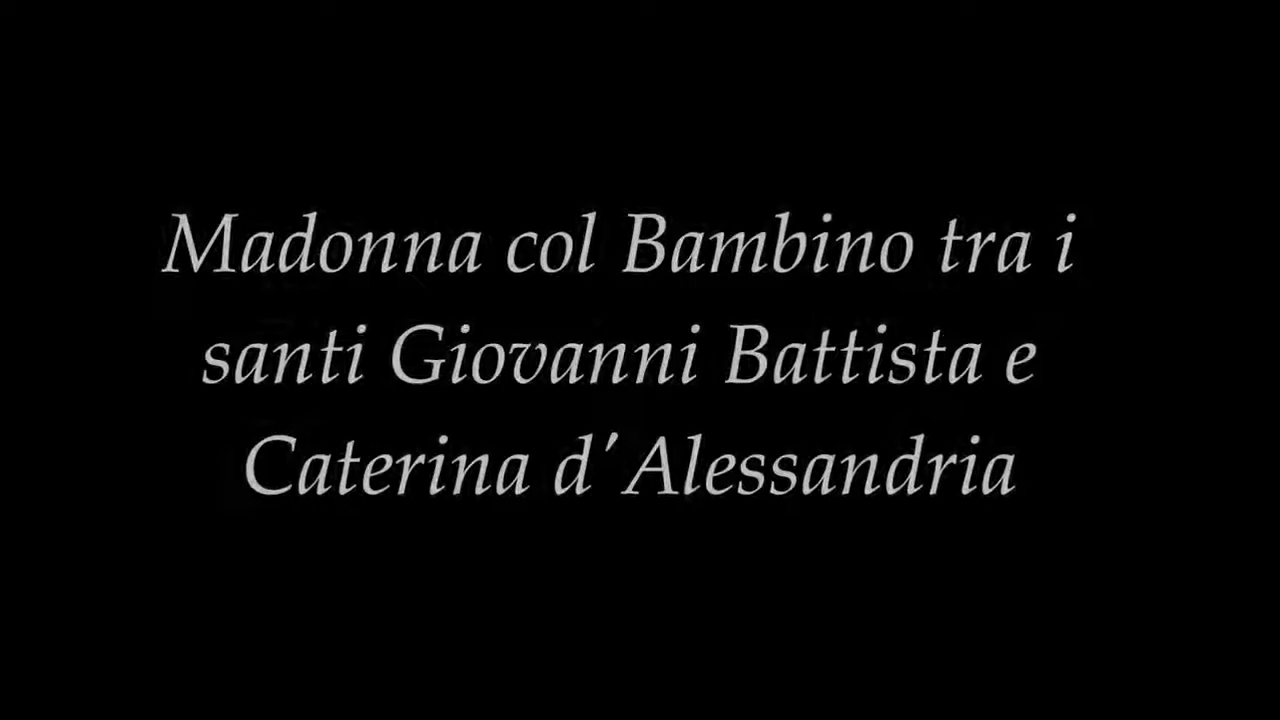 Madonna col Bambino tra i
santi Giovanni Battista e
Caterina d'Alessandria